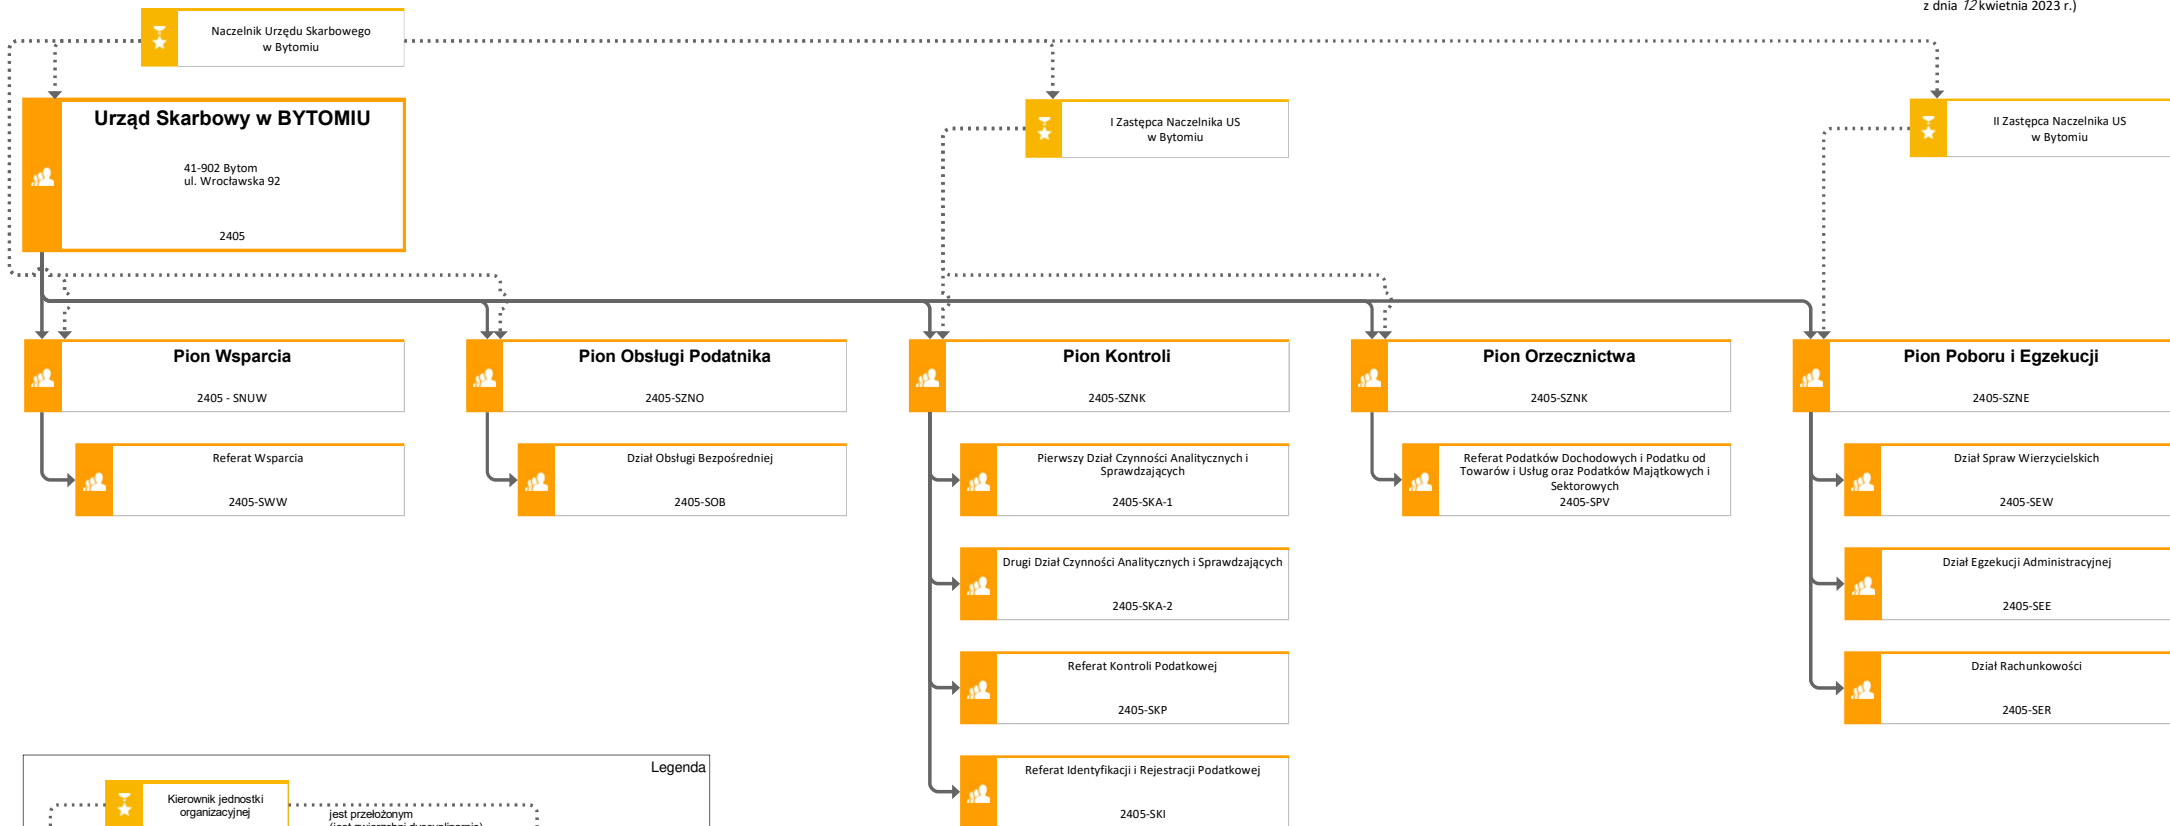 z dnia 12 kwietnia 2023 r.)
Naczelnik Urzędu Skarbowego
w Bytomiu
Urząd Skarbowy w BYTOMIU
41-902 Bytom
ul. Wrocławska 92
2405
I Zastępca Naczelnika US
w Bytomiu
II Zastępca Naczelnika US
w Bytomiu
Pion Wsparcia
2405 - SNUW
Pion Obsługi Podatnika
2405-SZNO
Pion Kontroli
2405-SZNK
Pion Orzecznictwa
2405-SZNK
Pion Poboru i Egzekucji
2405-SZNE
Referat Wsparcia
2405-SWW
Dział Obsługi Bezpośredniej
2405-SOB
Pierwszy Dział Czynności Analitycznych i
Sprawdzających
2405-SKA-1
Referat Podatków Dochodowych i Podatku od
Towarów i Usług oraz Podatków Majątkowych i
Sektorowych
2405-SPV
Dział Spraw Wierzycielskich
2405-SEW
Drugi Dział Czynności Analitycznych i Sprawdzających
2405-SKA-2
Dział Egzekucji Administracyjnej
2405-SEE
Referat Kontroli Podatkowej
2405-SKP
Dział Rachunkowości
2405-SER
Referat Identyfikacji i Rejestracji Podatkowej
2405-SKI
Legenda
Kierownik jednostki
organizacyjnej
jest przełożonym